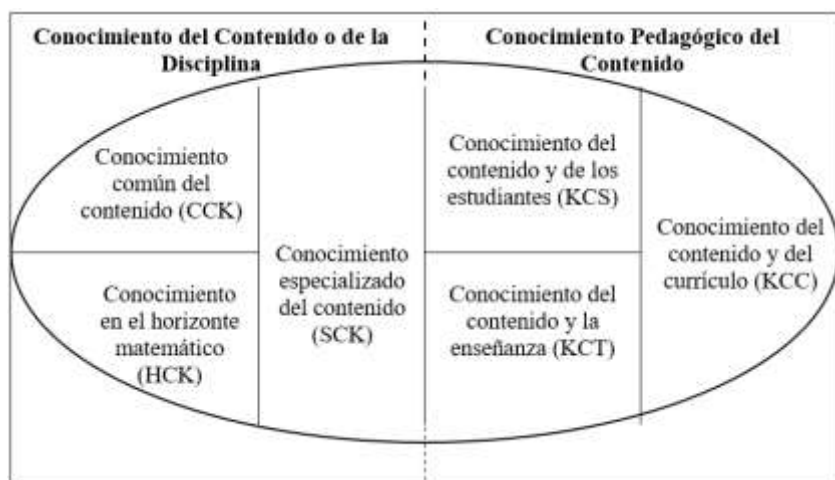 Conocimiento del Contenido o de la
Disciplina
Conocimiento Pedagógico del
Contenido
Conocimiento
común del
contenido (CCK)
Conocimiento
en el horizonte
matemático
(HCK)
Conocimiento
especializado
del contenido
(SCK)
Conocimiento del
contenido y de los
estudiantes (KCS)
Conocimiento del
contenido y la
enseñanza (KCT)
Conocimiento del
contenido y del
currículo (KCC)